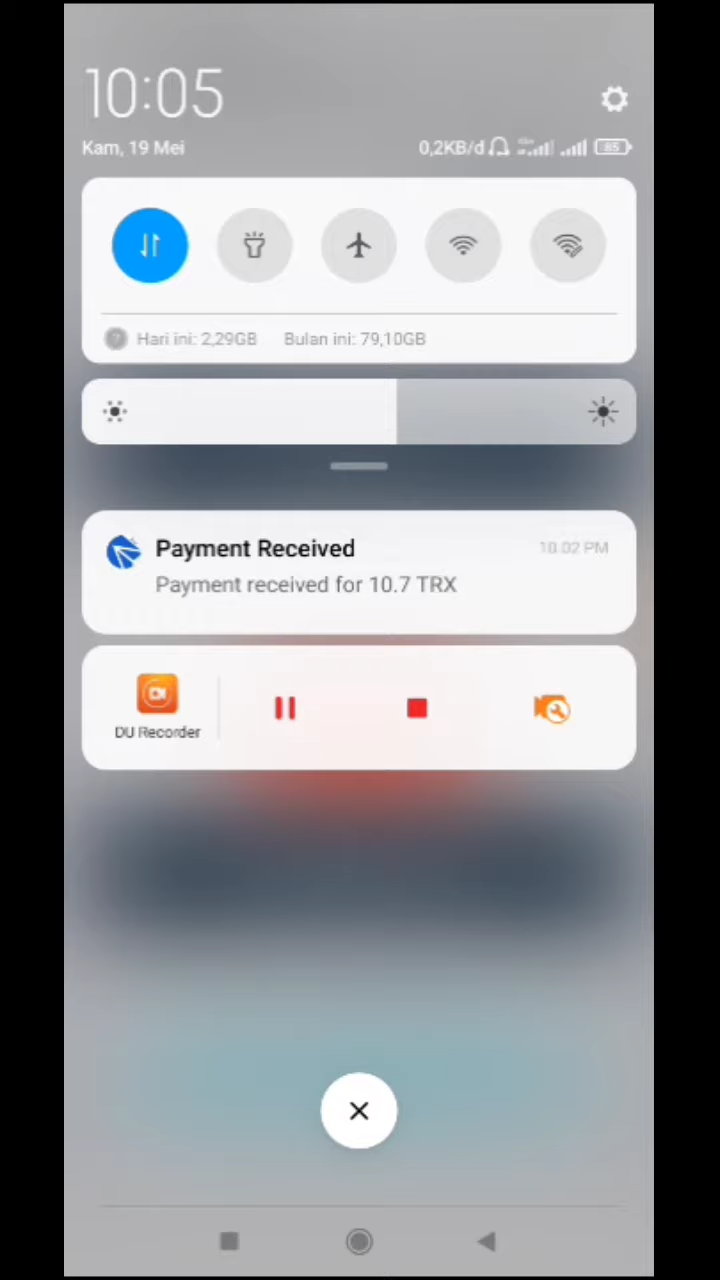 10:05
Kam, 19 Mei
0,2KB/d
85
Hari ini: 2,29GB Bulan ini: 79,10GB
Payment Received
10.02 PM
Payment received for 10.7 TRX
DU Recorder